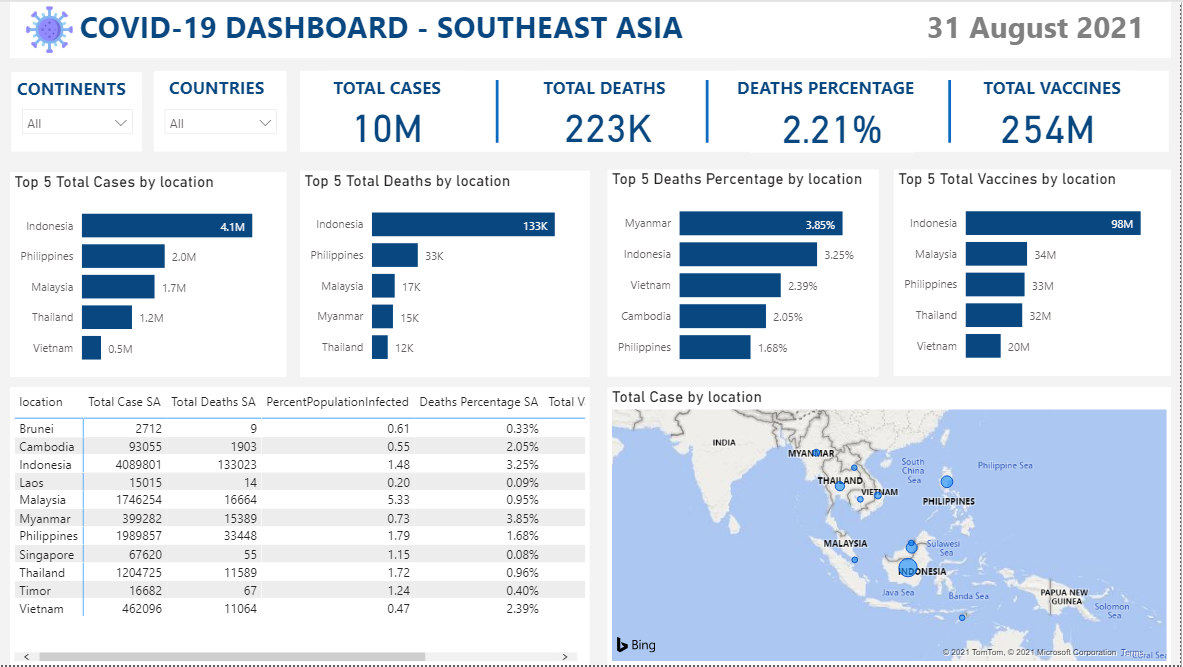 COVID-19 DASHBOARD - SOUTHEAST ASIA
31 August 2021
CONTINENTS
All
COUNTRIES
All
TOTAL CASES
10M
TOTAL DEATHS
223K
DEATHS PERCENTAGE
2.21%
TOTAL VACCINES
254M
Top 5 Total Cases by location
Indonesia 4.1M
Philippines 2.0M
Malaysia 1.7M
Thailand 1.2M
Vietnam 0.5M
Top 5 Total Deaths by location
Indonesia 133K
Philippines 33K
Malaysia 17K
Myanmar 15K
Thailand 12K
Top 5 Deaths Percentage by location
Myanmar 3.85%
Indonesia 3.25%
Vietnam 2.39%
Cambodia 2.05%
Philippines 1.68%
Top 5 Total Vaccines by location
Indonesia 98M
Malaysia 34M
Philippines 33M
Thailand 32M
Vietnam 20M
location Total Case SA Total Deaths SA PercentPopulationInfected Deaths Percentage SA Total V
Brunei 2712 9 0.61 0.33%
Cambodia 93055 1903 0.55 2.05%
Indonesia 4089801 133023 1.48 3.25%
Laos 15015 14 0.20 0.09%
Malaysia 1746254 16664 5.33 0.95%
Myanmar 399282 15389 0.73 3.85%
Philippines 1989857 33448 1.79 1.68%
Singapore 67620 55 1.15 0.08%
Thailand 1204725 11589 1.72 0.96%
Timor 16682 67 1.24 0.40%
Vietnam 462096 11064 0.47 2.39%
Total Case by location
INDIA
MYANMAR
THAILAND
VIETNAM
South
China
Sea
Philippine Sea
PHILIPPINES
MALAYSIA
Sulawesi
Sea
INDONESIA
Java Sea
Banda Sea
PAPUA NEW
GUINEA
Solomon
Sea
Bing
© 2021 TomTom, © 2021 Microsoft Corporation Terms